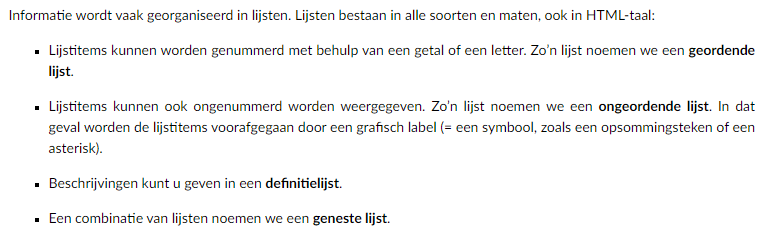 Informatie wordt vaak georganiseerd in lijsten. Lijsten bestaan in alle soorten en maten, ook in HTML-taal:
▪ Lijstitems kunnen worden genummerd met behulp van een getal of een letter. Zo'n lijst noemen we een geordende
lijst.
▪ Lijstitems kunnen ook ongenummerd worden weergegeven. Zo'n lijst noemen we een ongeordende lijst. In dat
geval worden de lijstitems voorafgegaan door een grafisch label (= een symbool, zoals een opsommingsteken of een
asterisk).
▪ Beschrijvingen kunt u geven in een definitielijst.
▪ Een combinatie van lijsten noemen we een geneste lijst.